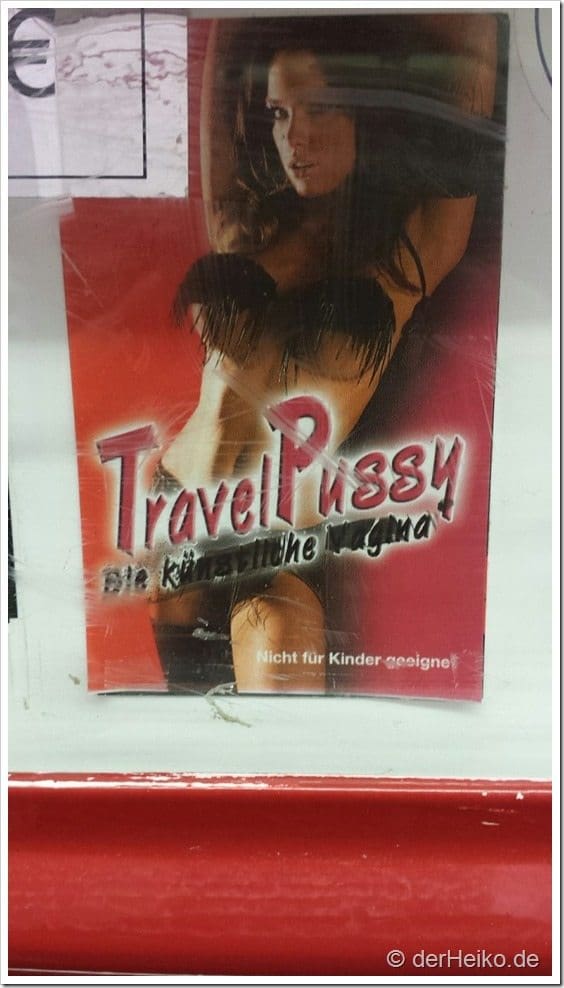 €
TravelPussy
Die künstliche Vagina
Nicht für Kinder geeignet
© derHeiko.de